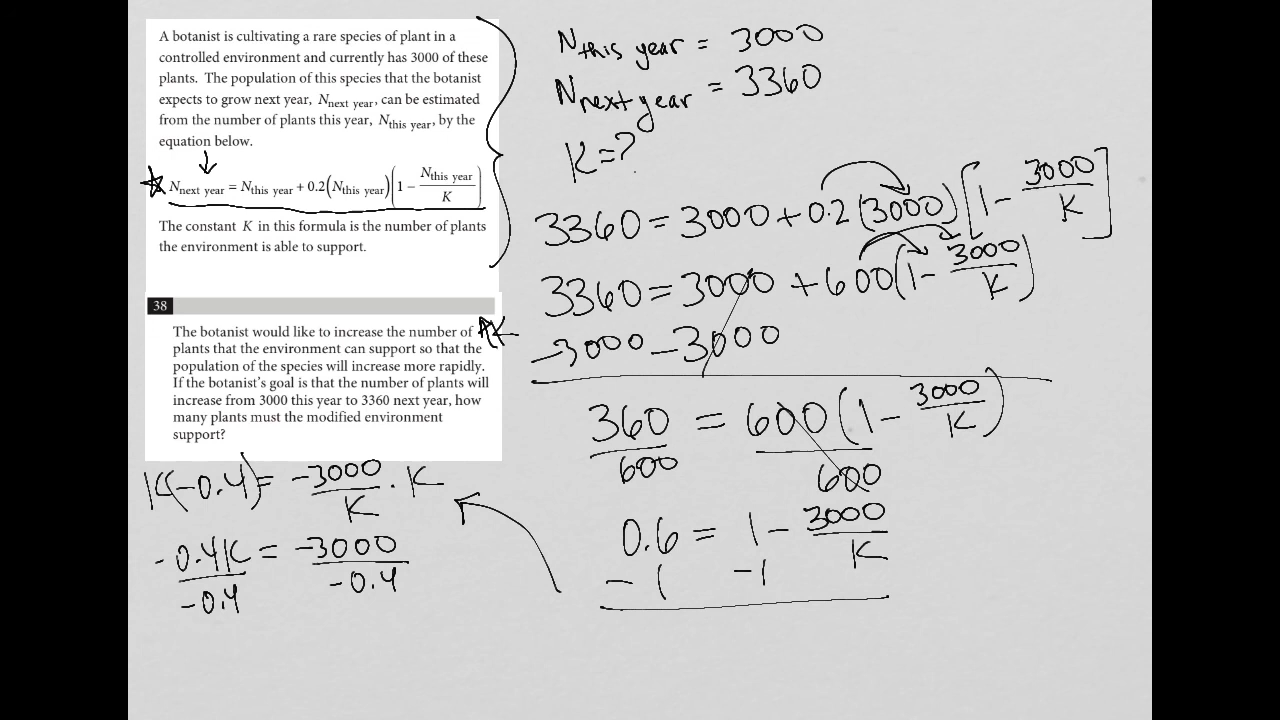 A botanist is cultivating a rare species of plant in a
controlled environment and currently has 3000 of these
plants. The population of this species that the botanist
expects to grow next year, N_next year, can be estimated
from the number of plants this year, N_this year, by the
equation below.
N_next year = N_this year + 0.2(N_this year)(1 − N_this year/K)
The constant K in this formula is the number of plants
the environment is able to support.
38
The botanist would like to increase the number of
plants that the environment can support so that the
population of the species will increase more rapidly.
If the botanist's goal is that the number of plants will
increase from 3000 this year to 3360 next year, how
many plants must the modified environment
support?
K
N_this year = 3000
N_next year = 3360
K = ?
3360 = 3000 + 0.2(3000)[1 − 3000/K]
3360 = 3000 + 600(1 − 3000/K)
−3000 −3000
360/600 = 600(1 − 3000/K)/600
0.6 = 1 − 3000/K
−1 −1
K(−0.4) = −3000/K · K
−0.4K/−0.4 = −3000/−0.4